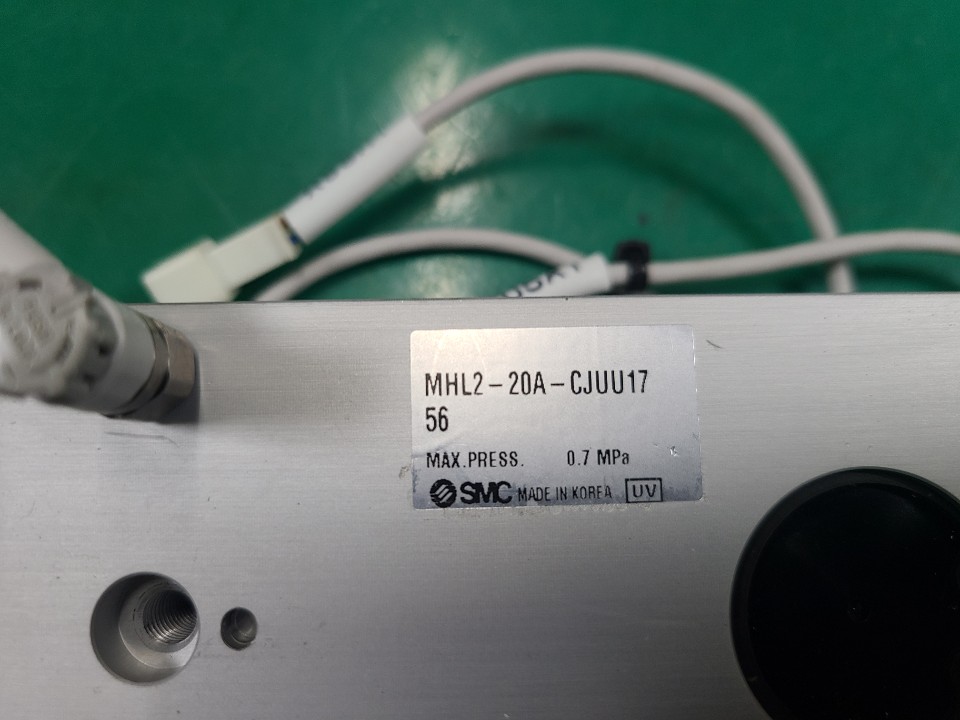 MHL2-20A-CJUU17
56
MAX.PRESS. 0.7 MPa
SMC MADE IN KOREA UV